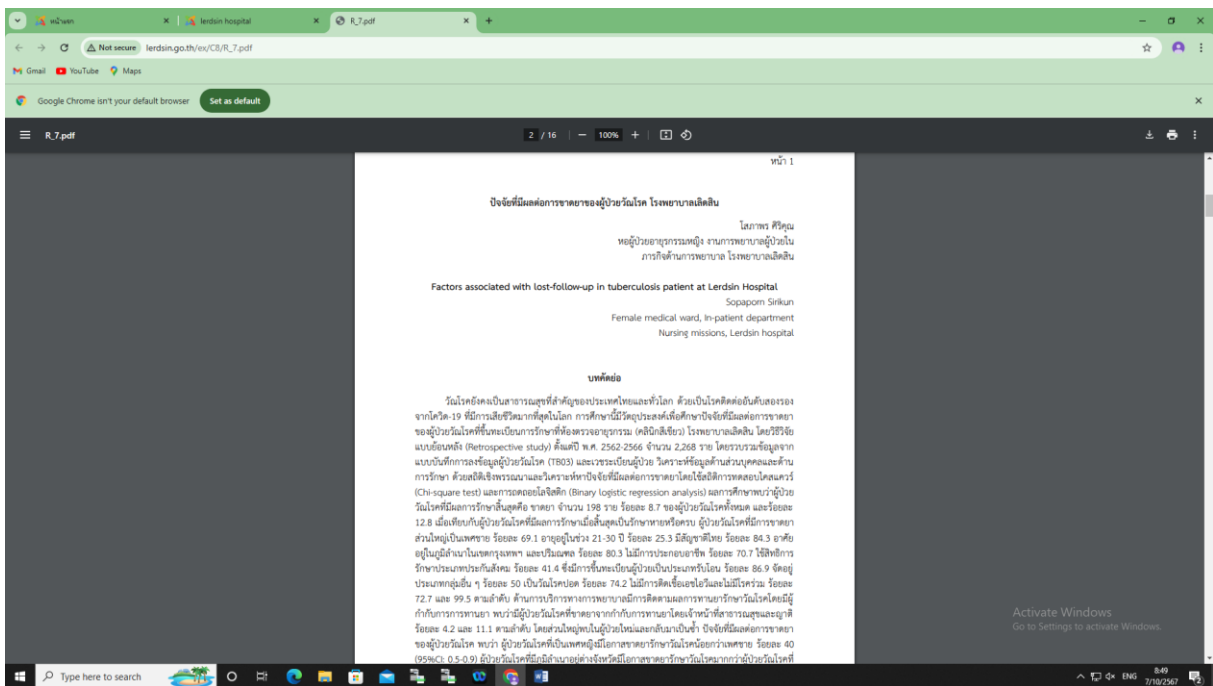 หน้าแรก
lerdsin hospital
R_7.pdf
Not secure
lerdsin.go.th/ex/C8/R_7.pdf
Gmail
YouTube
Maps
Google Chrome isn't your default browser
Set as default
R_7.pdf
2 / 16
100%
หน้า 1
ปัจจัยที่มีผลต่อการขาดยาของผู้ป่วยวัณโรค โรงพยาบาลเลิดสิน
โสภาพร ศิริคุณ
หอผู้ป่วยอายุรกรรมหญิง งานการพยาบาลผู้ป่วยใน
ภารกิจด้านการพยาบาล โรงพยาบาลเลิดสิน
Factors associated with lost-follow-up in tuberculosis patient at Lerdsin Hospital
Sopaporn Sirikun
Female medical ward, In-patient department
Nursing missions, Lerdsin hospital
บทคัดย่อ
วัณโรคยังคงเป็นสาธารณสุขที่สำคัญของประเทศไทยและทั่วโลก ด้วยเป็นโรคติดต่ออันดับสองรอง
จากโควิด-19 ที่มีการเสียชีวิตมากที่สุดในโลก การศึกษานี้มีวัตถุประสงค์เพื่อศึกษาปัจจัยที่มีผลต่อการขาดยา
ของผู้ป่วยวัณโรคที่ขึ้นทะเบียนการรักษาที่ห้องตรวจอายุรกรรม (คลินิกสีเขียว) โรงพยาบาลเลิดสิน โดยวิธีวิจัย
แบบย้อนหลัง (Retrospective study) ตั้งแต่ปี พ.ศ. 2562-2566 จำนวน 2,268 ราย โดยรวบรวมข้อมูลจาก
แบบบันทึกการลงข้อมูลผู้ป่วยวัณโรค (TB03) และเวชระเบียนผู้ป่วย วิเคราะห์ข้อมูลด้านส่วนบุคคลและด้าน
การรักษา ด้วยสถิติเชิงพรรณนาและวิเคราะห์หาปัจจัยที่มีผลต่อการขาดยาโดยใช้สถิติการทดสอบไคสแควร์
(Chi-square test) และการถดถอยโลจิสติก (Binary logistic regression analysis) ผลการศึกษาพบว่าผู้ป่วย
วัณโรคที่มีผลการรักษาสิ้นสุดคือ ขาดยา จำนวน 198 ราย ร้อยละ 8.7 ของผู้ป่วยวัณโรคทั้งหมด และร้อยละ
12.8 เมื่อเทียบกับผู้ป่วยวัณโรคที่มีผลการรักษาเมื่อสิ้นสุดเป็นรักษาหายหรือครบ ผู้ป่วยวัณโรคที่มีการขาดยา
ส่วนใหญ่เป็นเพศชาย ร้อยละ 69.1 อายุอยู่ในช่วง 21-30 ปี ร้อยละ 25.3 มีสัญชาติไทย ร้อยละ 84.3 อาศัย
อยู่ในภูมิลำเนาในเขตกรุงเทพฯ และปริมณฑล ร้อยละ 80.3 ไม่มีการประกอบอาชีพ ร้อยละ 70.7 ใช้สิทธิการ
รักษาประเภทประกันสังคม ร้อยละ 41.4 ซึ่งมีการขึ้นทะเบียนผู้ป่วยเป็นประเภทรับโอน ร้อยละ 86.9 จัดอยู่
ประเภทกลุ่มอื่น ๆ ร้อยละ 50 เป็นวัณโรคปอด ร้อยละ 74.2 ไม่มีการติดเชื้อเอชไอวีและไม่มีโรคร่วม ร้อยละ
72.7 และ 99.5 ตามลำดับ ด้านการบริการทางการพยาบาลมีการติดตามผลการทานยารักษาวัณโรคโดยมีผู้
กำกับการการทานยา พบว่ามีผู้ป่วยวัณโรคที่ขาดยาจากกำกับการทานยาโดยเจ้าหน้าที่สาธารณสุขและญาติ
ร้อยละ 4.2 และ 11.1 ตามลำดับ โดยส่วนใหญ่พบในผู้ป่วยใหม่และกลับมาเป็นซ้ำ ปัจจัยที่มีผลต่อการขาดยา
ของผู้ป่วยวัณโรค พบว่า ผู้ป่วยวัณโรคที่เป็นเพศหญิงมีโอกาสขาดยารักษาวัณโรคน้อยกว่าเพศชาย ร้อยละ 40
(95%CI: 0.5-0.9) ผู้ป่วยวัณโรคที่มีภูมิลำเนาอยู่ต่างจังหวัดมีโอกาสขาดยารักษาวัณโรคมากกว่าผู้ป่วยวัณโรคที่
Activate Windows
Go to Settings to activate Windows.
Type here to search
ENG
8:49
7/10/2567